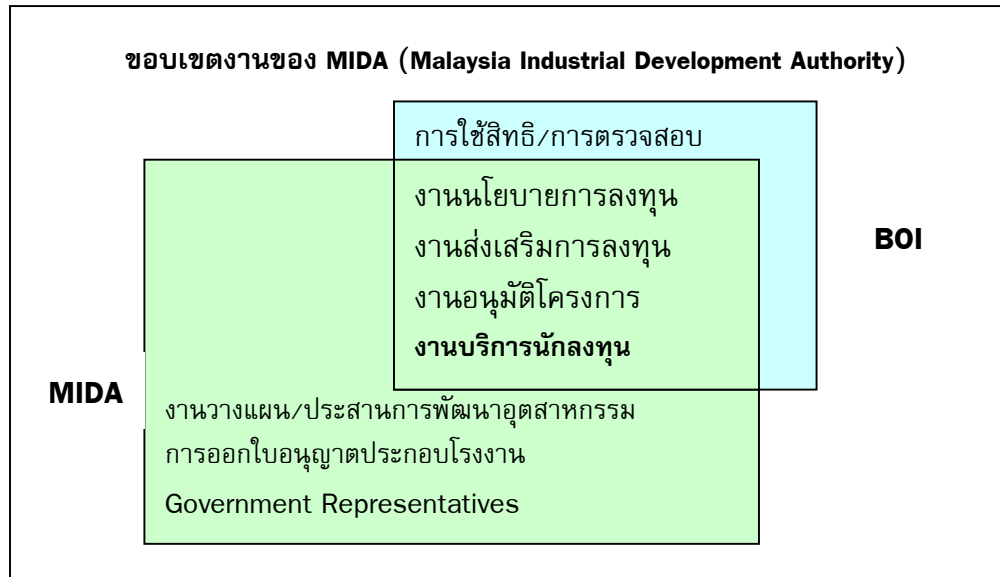 ขอบเขตงานของ MIDA (Malaysia Industrial Development Authority)
การใช้สิทธิ/การตรวจสอบ
งานนโยบายการลงทุน
งานส่งเสริมการลงทุน
BOI
งานอนุมัติโครงการ
งานบริการนักลงทุน
MIDA
งานวางแผน/ประสานการพัฒนาอุตสาหกรรม
การออกใบอนุญาตประกอบโรงงาน
Government Representatives